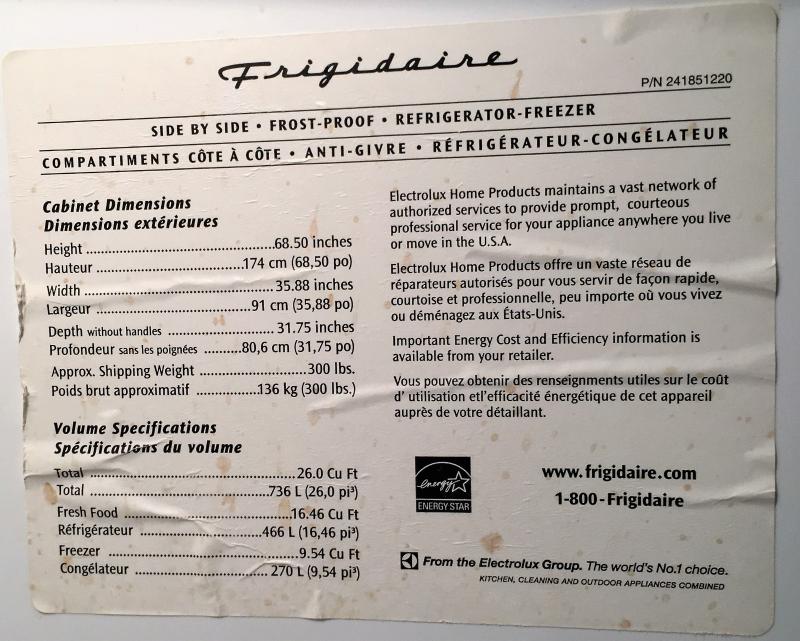 Frigidaire
P/N 241851220
SIDE BY SIDE • FROST-PROOF • REFRIGERATOR-FREEZER
COMPARTIMENTS CÔTE À CÔTE • ANTI-GIVRE • RÉFRIGÉRATEUR-CONGÉLATEUR
Cabinet Dimensions
Dimensions extérieures
Height ..........................................68.50 inches
Hauteur ..................................174 cm (68,50 po)
Width ............................................35.88 inches
Largeur ....................................91 cm (35,88 po)
Depth without handles ........................31.75 inches
Profondeur sans les poignées .........80,6 cm (31,75 po)
Approx. Shipping Weight .........................300 lbs.
Poids brut approximatif ...............136 kg (300 lbs.)
Volume Specifications
Spécifications du volume
Total ..................................................26.0 Cu Ft
Total .......................................736 L (26,0 pi³)
Fresh Food ......................................16.46 Cu Ft
Réfrigérateur ...........................466 L (16,46 pi³)
Freezer ...........................................9.54 Cu Ft
Congélateur ............................. 270 L (9,54 pi³)
Electrolux Home Products maintains a vast network of
authorized services to provide prompt, courteous
professional service for your appliance anywhere you live
or move in the U.S.A.
Electrolux Home Products offre un vaste réseau de
réparateurs autorisés pour vous servir de façon rapide,
courtoise et professionnelle, peu importe où vous vivez
ou déménagez aux États-Unis.
Important Energy Cost and Efficiency information is
available from your retailer.
Vous pouvez obtenir des renseignments utiles sur le coût
d' utilisation etl'efficacité énergétique de cet appareil
auprès de votre détaillant.
energy
ENERGY STAR
www.frigidaire.com
1-800-Frigidaire
From the Electrolux Group. The world's No.1 choice.
KITCHEN, CLEANING AND OUTDOOR APPLIANCES COMBINED